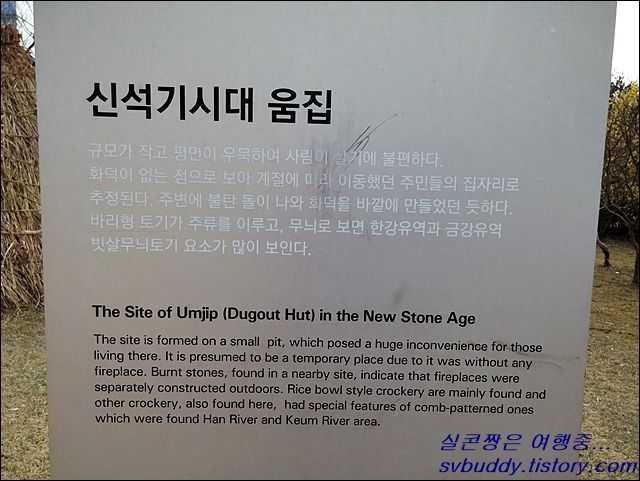 신석기시대 움집
규모가 작고 평면이 우묵하여 사람이 살기에 불편하다.
화덕이 없는 점으로 보아 계절에 따라 이동했던 주민들의 집자리로
추정된다. 주변에 불탄 돌이 나와 화덕을 바깥에 만들었던 듯하다.
바리형 토기가 주류를 이루고, 무늬로 보면 한강유역과 금강유역
빗살무늬토기 요소가 많이 보인다.
The Site of Umjip (Dugout Hut) in the New Stone Age
The site is formed on a small  pit, which posed a huge inconvenience for those
living there. It is presumed to be a temporary place due to it was without any
fireplace. Burnt stones, found in a nearby site, indicate that fireplaces were
separately constructed outdoors. Rice bowl style crockery are mainly found and
other crockery, also found here,  had special features of comb-patterned ones
which were found Han River and Keum River area.
실콘짱은 여행중...
svbuddy.tistory.com